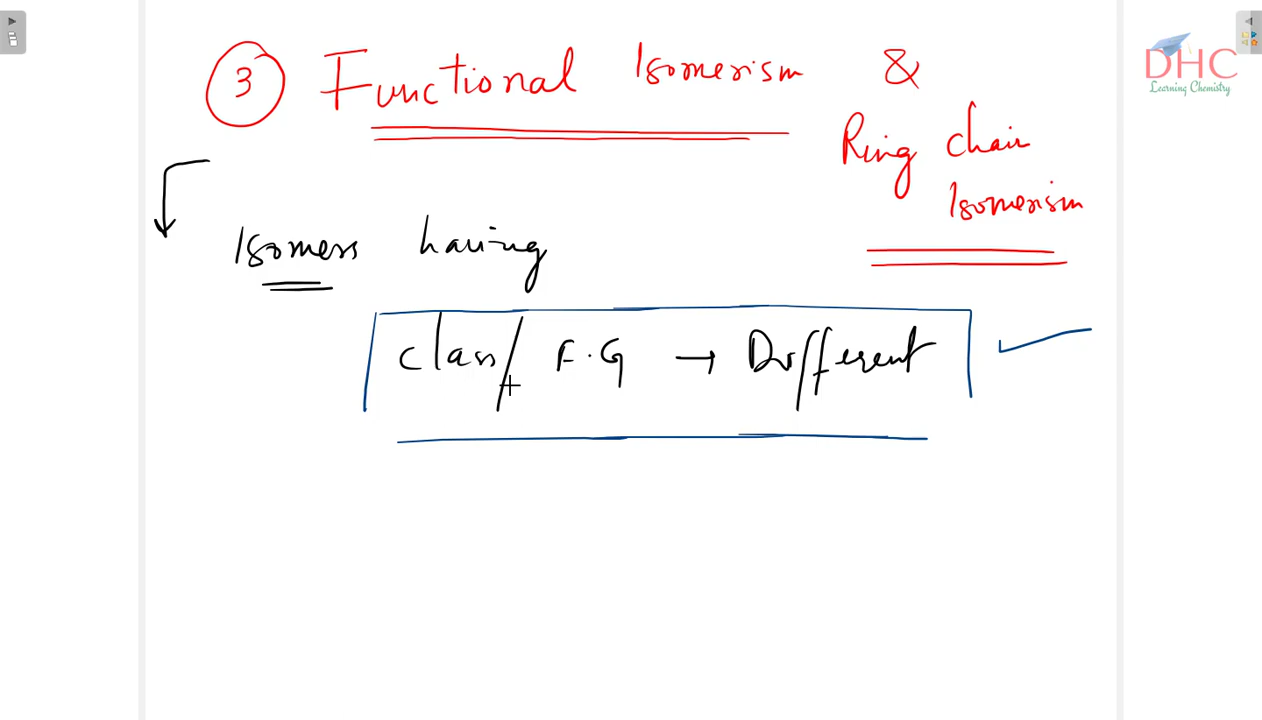 3 Functional Isomerism &
Ring chain
Isomerism
Isomers having
class/ F.G → Different
DHC
Learning Chemistry